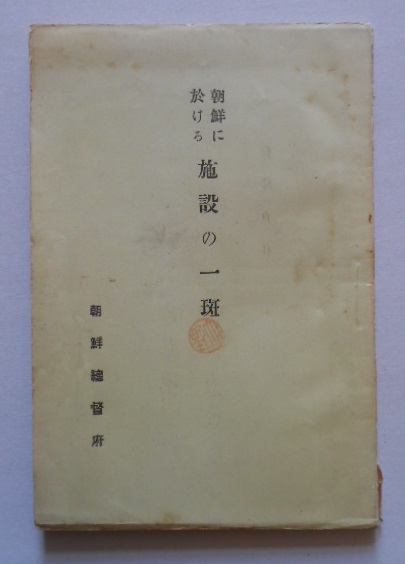 朝鮮に
於ける
施設の一斑
朝鮮總督府